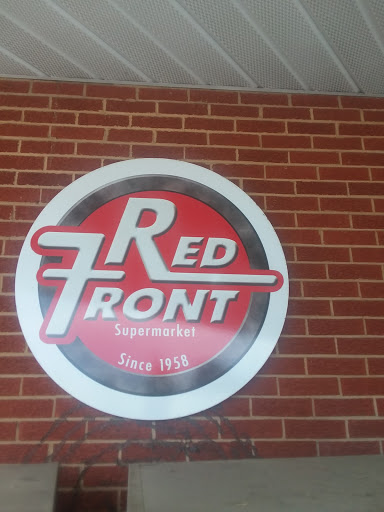 RED
FRONT
Supermarket
Since 1958